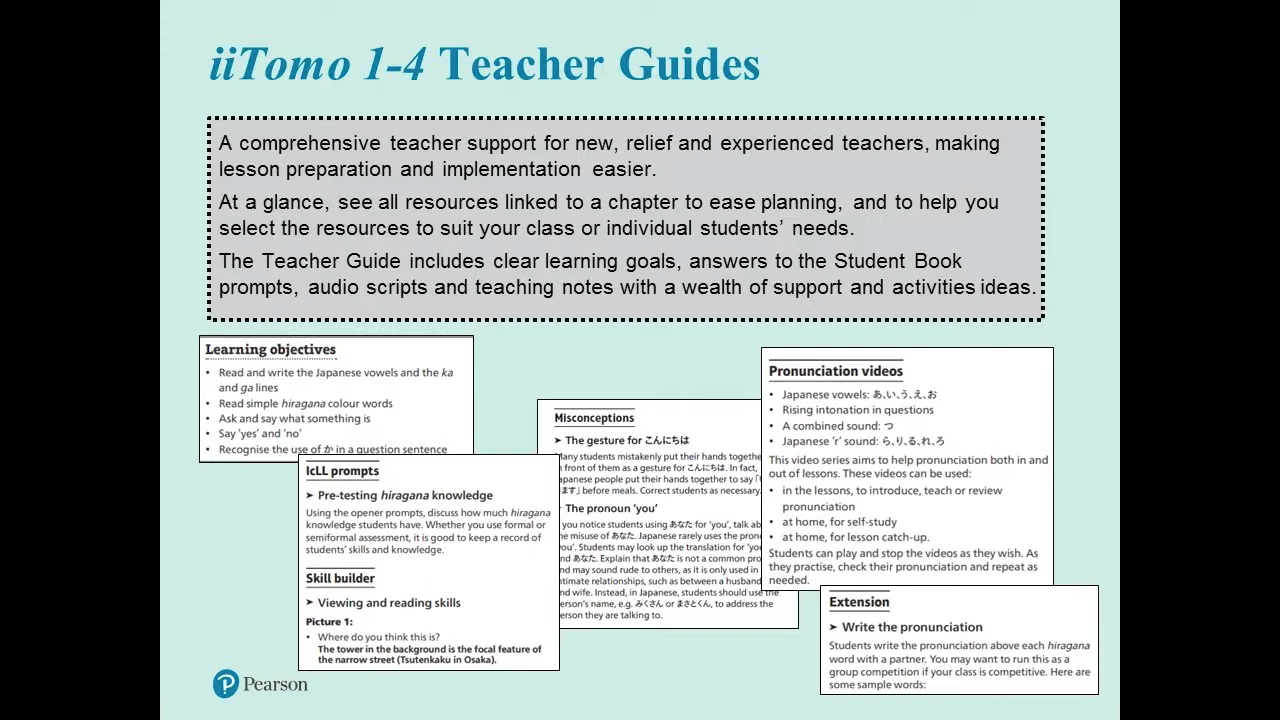 iiTomo 1-4 Teacher Guides
A comprehensive teacher support for new, relief and experienced teachers, making
lesson preparation and implementation easier.
At a glance, see all resources linked to a chapter to ease planning, and to help you
select the resources to suit your class or individual students’ needs.
The Teacher Guide includes clear learning goals, answers to the Student Book
prompts, audio scripts and teaching notes with a wealth of support and activities ideas.
Learning objectives
• Read and write the Japanese vowels and the ka
and ga lines
• Read simple hiragana colour words
• Ask and say what something is
• Say ‘yes’ and ‘no’
• Recognise the use of か in a question sentence
IcLL prompts
➤ Pre-testing hiragana knowledge
Using the opener prompts, discuss how much hiragana
knowledge students have. Whether you use formal or
semiformal assessment, it is good to keep a record of
students’ skills and knowledge.
Skill builder
➤ Viewing and reading skills
Picture 1:
• Where do you think this is?
The tower in the background is the focal feature of
the narrow street (Tsutenkaku in Osaka).
Misconceptions
➤ The gesture for こんにちは
Many students mistakenly put their hands togethe
front of them as a gesture for こんにちは. In fact,
apanese people put their hands together to say 「
ます」 before meals. Correct students as necessary.
The pronoun ‘you’
you notice students using あなた for ‘you’, talk ab
he misuse of あなた. Japanese rarely uses the pron
you’. Students may look up the translation for ‘you
nd あなた. Explain that あなた is not a common pro
nd may sound rude to others, as it is only used in
ntimate relationships, such as between a husband
nd wife. Instead, in Japanese, students should use the
erson’s name, e.g. みくさん or まさとくん, to address the
erson they are talking to.
Pronunciation videos
• Japanese vowels: あ、い、う、え、お
• Rising intonation in questions
• A combined sound: つ
• Japanese ‘r’ sound: ら、り、る、れ、ろ
This video series aims to help pronunciation both in and
out of lessons. These videos can be used:
• in the lessons, to introduce, teach or review
pronunciation
• at home, for self-study
• at home, for lesson catch-up.
Students can play and stop the videos as they wish. As
they practise, check their pronunciation and repeat as
needed.
Extension
➤ Write the pronunciation
Students write the pronunciation above each hiragana
word with a partner. You may want to run this as a
group competition if your class is competitive. Here are
some sample words:
P Pearson